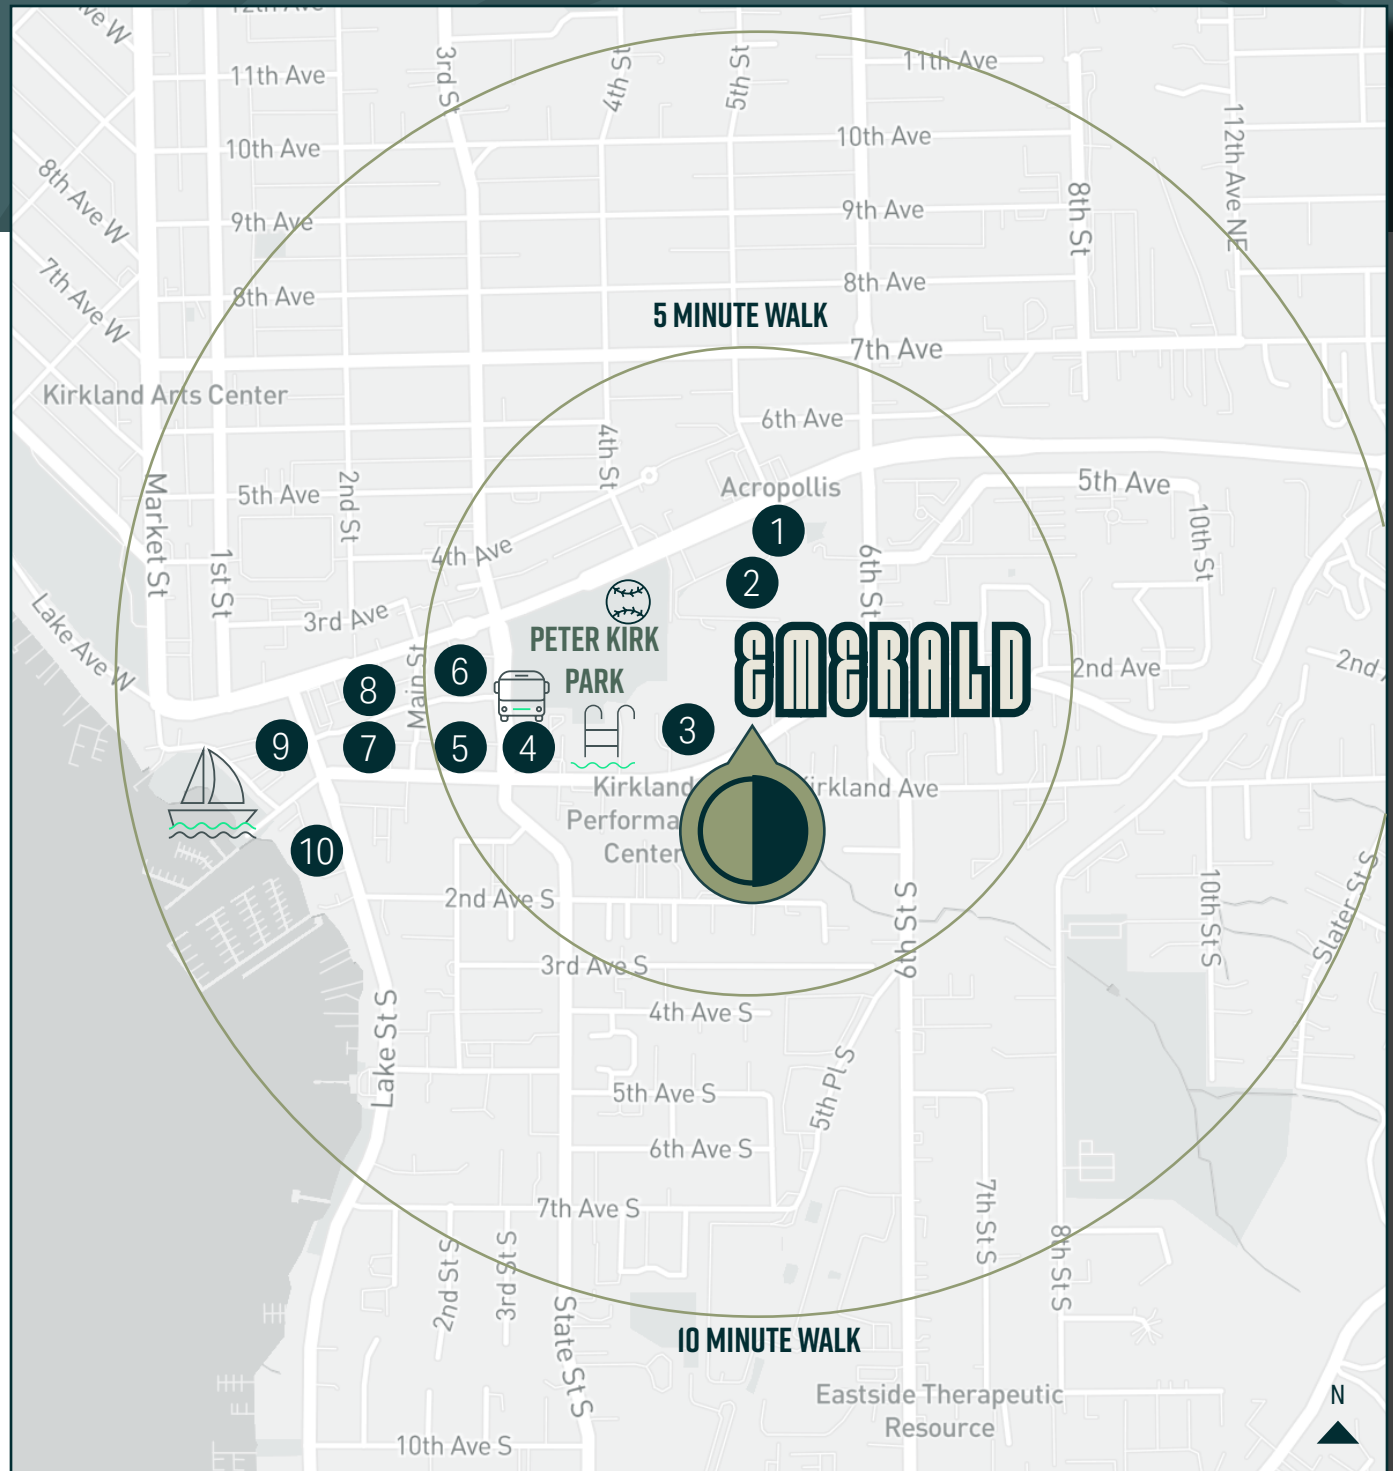 12th Ave
Ave W
11th Ave
3rd St
4th St
5th St
11th Ave
10th Ave
10th Ave
112th Ave NE
8th Ave W
8th St
9th Ave
9th Ave
7th Ave W
8th Ave
8th Ave
5 MINUTE WALK
7th Ave
Kirkland Arts Center
6th Ave
4th St
Market St
2nd St
5th Ave
Acropollis
5th Ave
10th St
1
4th Ave
1st St
6th St
2
Lake Ave W
3rd Ave
PETER KIRK
PARK
EMERALD
Main St
6
8
2nd Ave
2nd
3
9
7
5
4
Kirkland
Performa
Center
Kirkland Ave
10
2nd Ave S
6th St S
10th St S
Slater St S
3rd Ave S
4th Ave S
Lake St S
5th Pl S
5th Ave S
6th Ave S
7th Ave S
7th St S
2nd St S
3rd St S
8th St S
State St S
10 MINUTE WALK
Eastside Therapeutic
Resource
N
10th Ave S